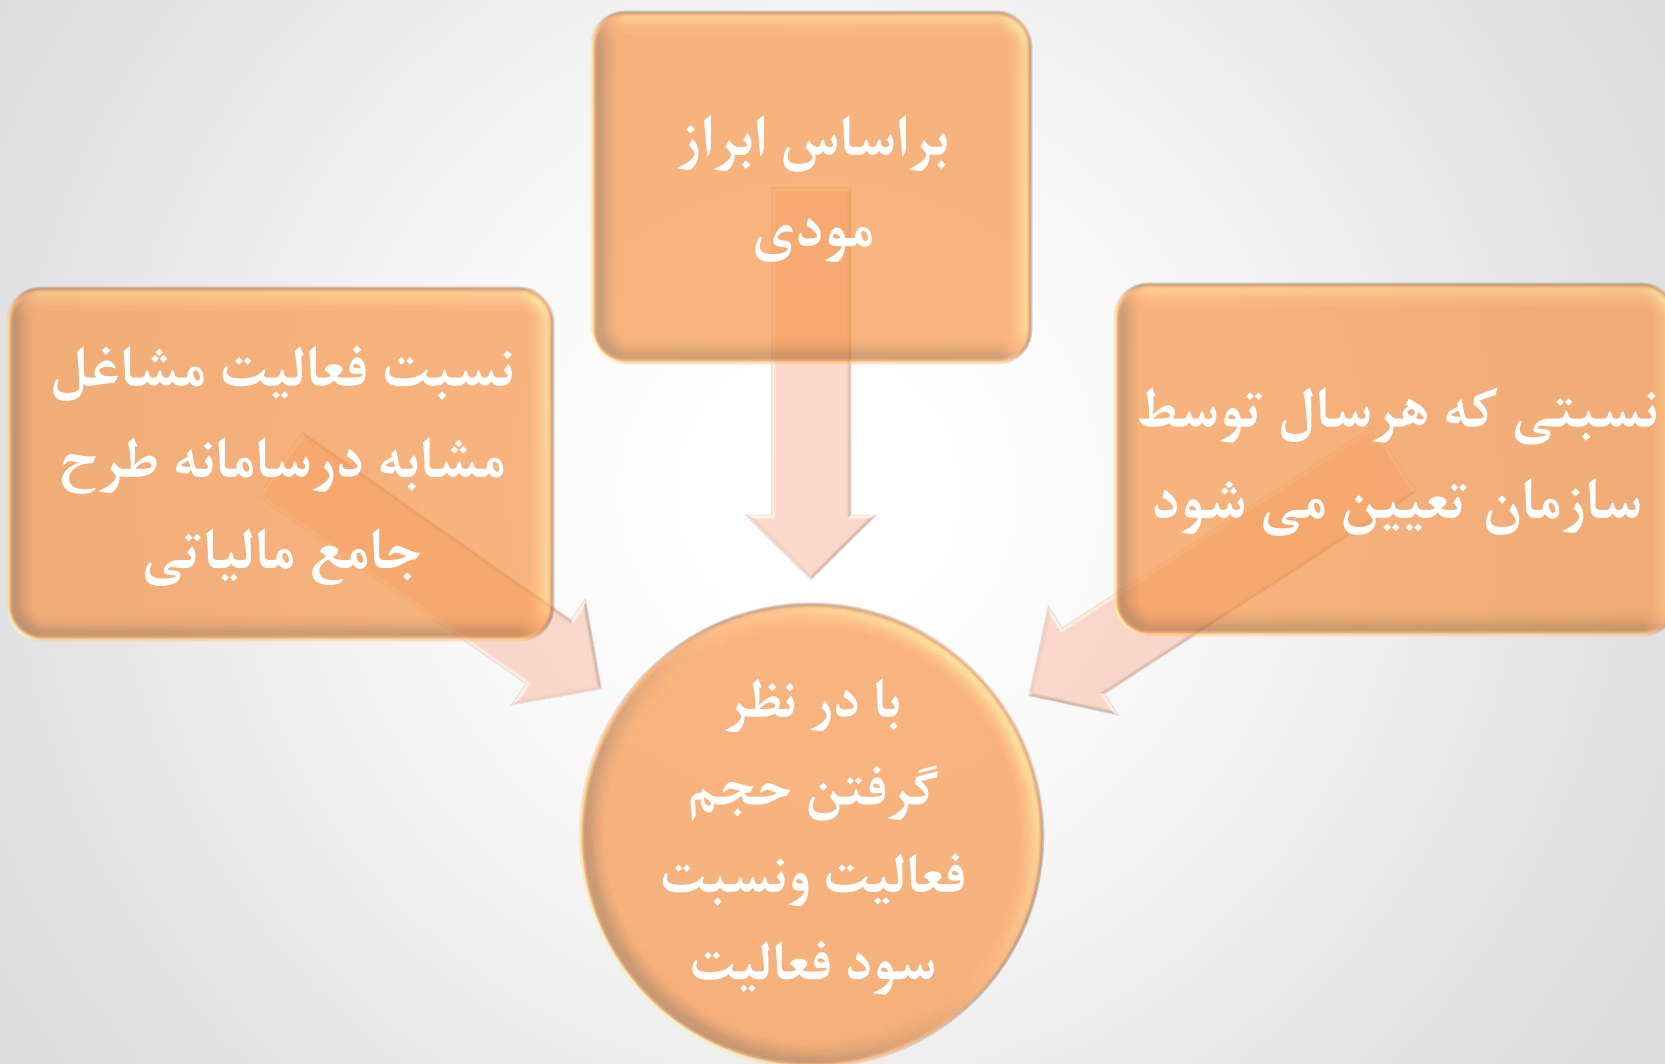 براساس ابراز
مودی
نسبتی که هرسال توسط
سازمان تعیین می شود
نسبت فعالیت مشاغل
مشابه درسامانه طرح
جامع مالیاتی
با در نظر
گرفتن حجم
فعالیت ونسبت
سود فعالیت